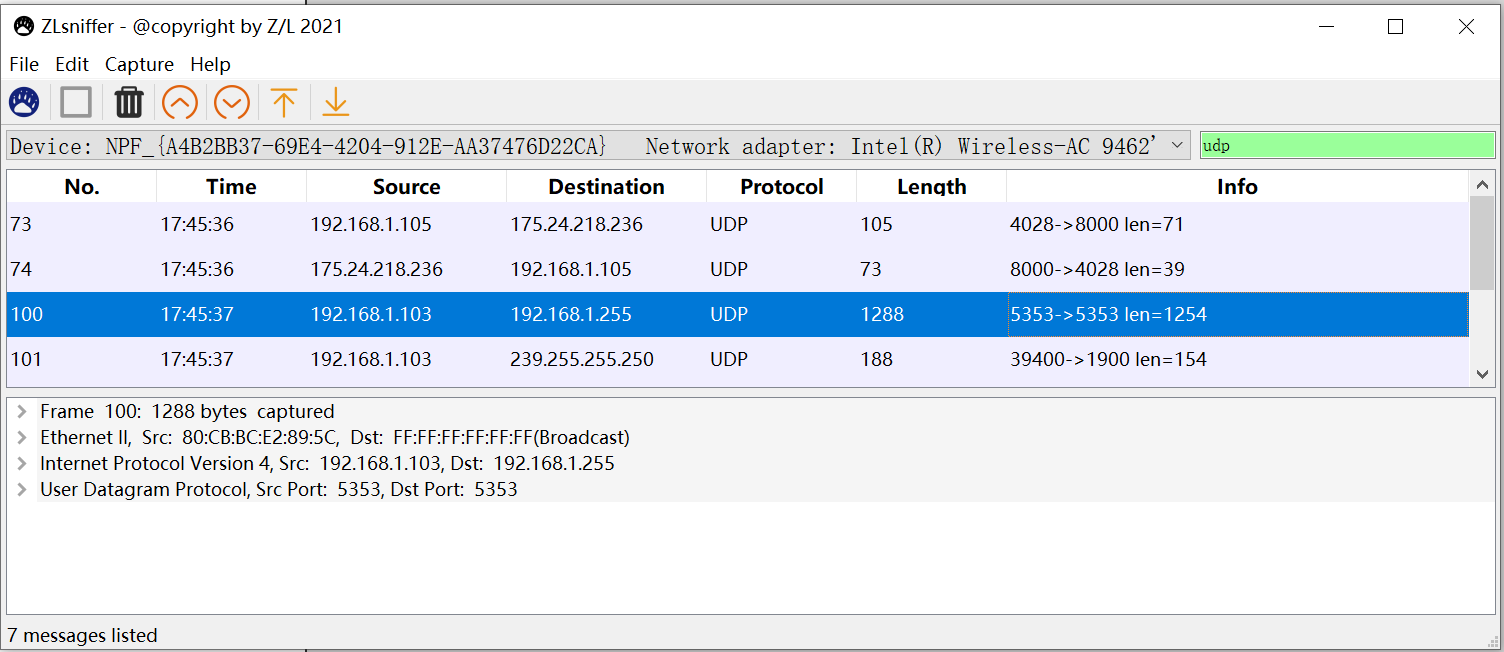 ZLsniffer - @copyright by Z/L 2021
File Edit Capture Help
Device: NPF_{A4B2BB37-69E4-4204-912E-AA37476D22CA} Network adapter: Intel(R) Wireless-AC 9462' udp
No. Time Source Destination Protocol Length Info
73 17:45:36 192.168.1.105 175.24.218.236 UDP 105 4028->8000 len=71
74 17:45:36 175.24.218.236 192.168.1.105 UDP 73 8000->4028 len=39
100 17:45:37 192.168.1.103 192.168.1.255 UDP 1288 5353->5353 len=1254
101 17:45:37 192.168.1.103 239.255.255.250 UDP 188 39400->1900 len=154
Frame 100: 1288 bytes captured
Ethernet II, Src: 80:CB:BC:E2:89:5C, Dst: FF:FF:FF:FF:FF:FF(Broadcast)
Internet Protocol Version 4, Src: 192.168.1.103, Dst: 192.168.1.255
User Datagram Protocol, Src Port: 5353, Dst Port: 5353
7 messages listed